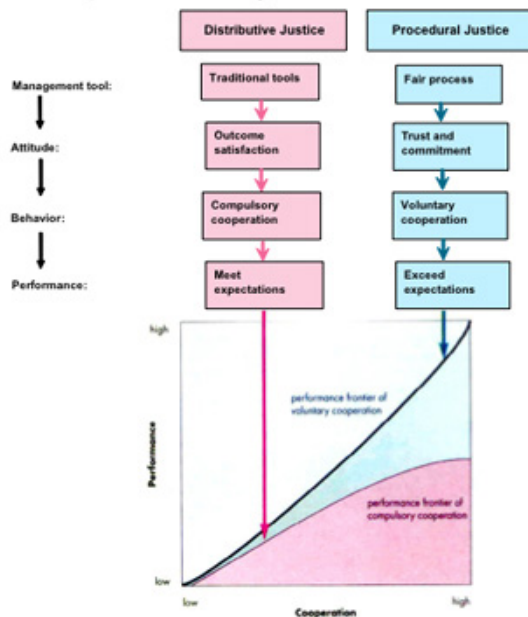 Distributive Justice
Procedural Justice
Management tool:
Traditional tools
Fair process
Attitude:
Outcome
satisfaction
Trust and
commitment
Behavior:
Compulsory
cooperation
Voluntary
cooperation
Performance:
Meet
expectations
Exceed
expectations
high
performance frontier of
voluntary cooperation
Performance
performance frontier of
compulsory cooperation
low
low
high
Cooperation